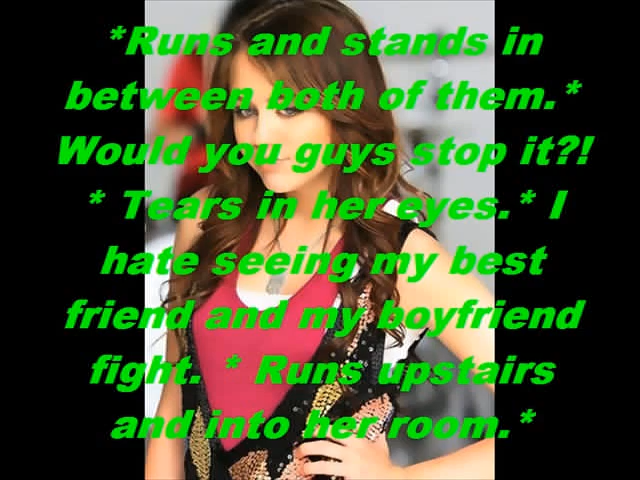 *Runs and stands in
between both of them.*
Would you guys stop it?!
* Tears in her eyes.* I
hate seeing my best
friend and my boyfriend
fight. * Runs upstairs
and into her room.*